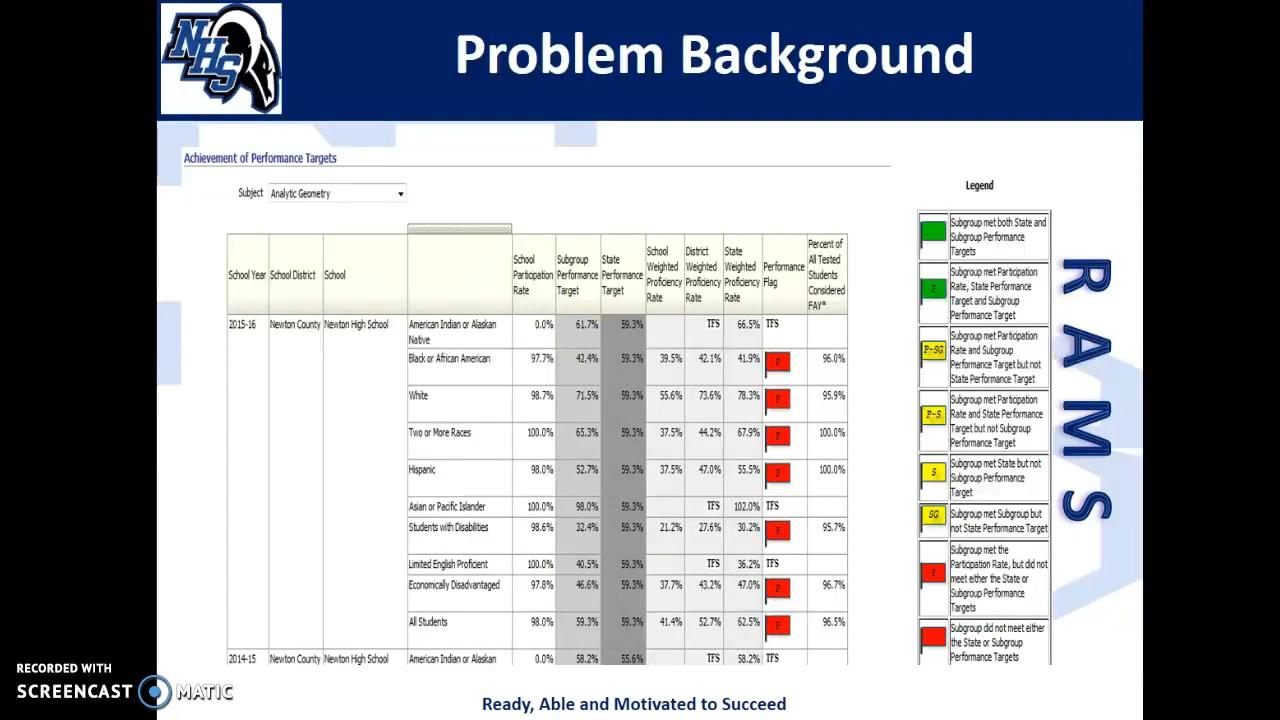 NHS
Problem Background
Achievement of Performance Targets
Subject Analytic Geometry
Legend
School Year School District School School Participation Rate Subgroup Performance Target State Performance Target School Weighted Proficiency Rate District Weighted Proficiency Rate State Weighted Proficiency Rate Performance Flag Percent of All Tested Students Considered FAY*
2015-16 Newton County Newton High School American Indian or Alaskan Native 0.0% 61.7% 59.3% TFS 66.5% TFS
Black or African American 97.7% 42.4% 59.3% 39.5% 42.1% 41.9% P 96.0%
White 98.7% 71.5% 59.3% 55.6% 73.6% 78.3% P 95.9%
Two or More Races 100.0% 65.3% 59.3% 37.5% 44.2% 67.9% P 100.0%
Hispanic 98.0% 52.7% 59.3% 37.5% 47.0% 55.5% P 100.0%
Asian or Pacific Islander 100.0% 98.0% 59.3% TFS 102.0% TFS
Students with Disabilities 98.6% 32.4% 59.3% 21.2% 27.6% 30.2% P 95.7%
Limited English Proficient 100.0% 40.5% 59.3% TFS 36.2% TFS
Economically Disadvantaged 97.8% 46.6% 59.3% 37.7% 43.2% 47.0% P 96.7%
All Students 98.0% 59.3% 59.3% 41.4% 52.7% 62.5% P 96.5%
2014-15 Newton County Newton High School American Indian or Alaskan 0.0% 58.2% 55.6% TFS 58.2% TFS
Subgroup met both State and
Subgroup Performance
Targets
P
Subgroup met Participation
Rate, State Performance
Target and Subgroup
Performance Target
P-SG
Subgroup met Participation
Rate and Subgroup
Performance Target but not
State Performance Target
P-S
Subgroup met Participation
Rate and State Performance
Target but not Subgroup
Performance Target
S
Subgroup met State but not
Subgroup Performance
Target
SG
Subgroup met Subgroup but
not State Performance Target
P
Subgroup met the
Participation Rate, but did not
meet either the State or
Subgroup Performance
Targets
Subgroup did not meet either
the State or Subgroup
Performance Targets
RAMS
RECORDED WITH
SCREENCAST MATIC
Ready, Able and Motivated to Succeed